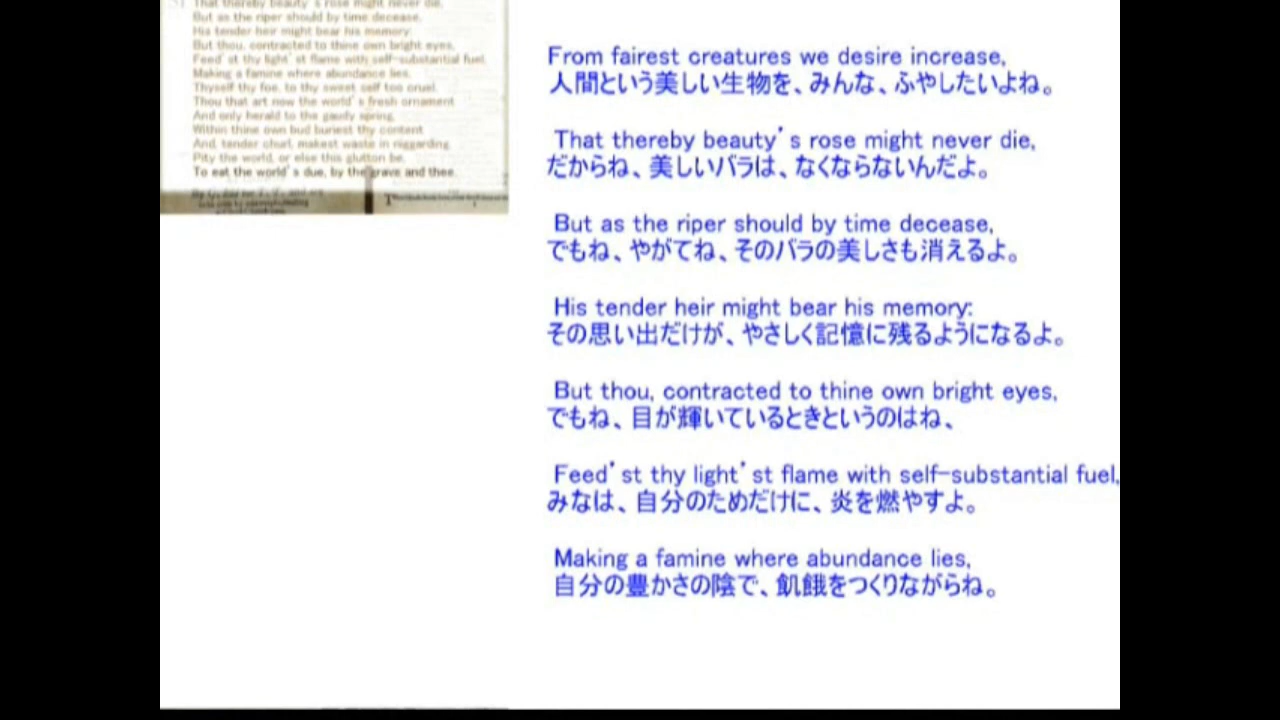 That thereby beauty's rose might never die,
But as the riper should by time decease,
His tender heir might bear his memory:
But thou, contracted to thine own bright eyes,
Feed'st thy light'st flame with self-substantial fuel,
Making a famine where abundance lies,
Thyself thy foe, to thy sweet self too cruel.
Thou that art now the world's fresh ornament
And only herald to the gaudy spring,
Within thine own bud buriest thy content
And, tender churl, makest waste in niggarding.
Pity the world, or else this glutton be,
To eat the world's due, by the grave and thee.
From fairest creatures we desire increase,
人間という美しい生物を、みんな、ふやしたいよね。
That thereby beauty's rose might never die,
だからね、美しいバラは、なくならないんだよ。
But as the riper should by time decease,
でもね、やがてね、そのバラの美しさも消えるよ。
His tender heir might bear his memory:
その思い出だけが、やさしく記憶に残るようになるよ。
But thou, contracted to thine own bright eyes,
でもね、目が輝いているときというのはね、
Feed'st thy light'st flame with self-substantial fuel,
みなは、自分のためだけに、炎を燃やすよ。
Making a famine where abundance lies,
自分の豊かさの陰で、飢餓をつくりながらね。